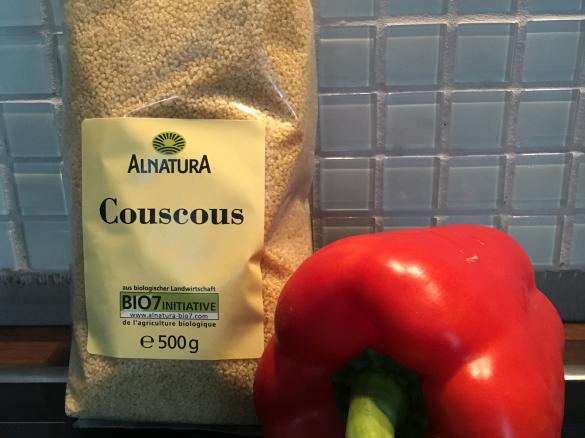 ALNATURA
Couscous
aus biologischer Landwirtschaft
BIO7 INITIATIVE
www.alnatura-bio7.com
de l'agriculture biologique
℮ 500g